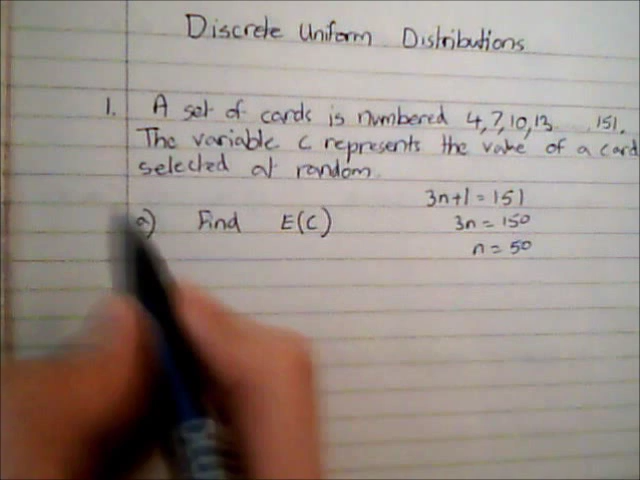 Discrete Uniform Distributions
1. A set of cards is numbered 4,7,10,13 ... 151.
The variable C represents the value of a card
selected at random.
3n+1=151
a) Find E(C) 3n = 150
n = 50